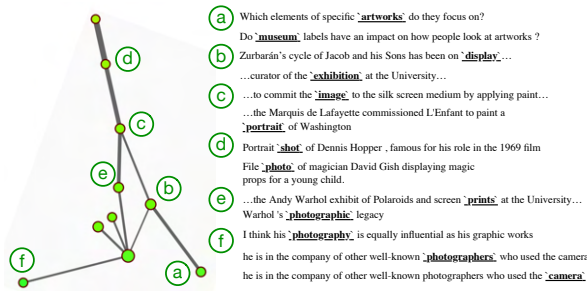 a Which elements of specific `artworks` do they focus on?
Do `museum` labels have an impact on how people look at artworks ?
b Zurbarán's cycle of Jacob and his Sons has been on `display`…
…curator of the `exhibition` at the University…
c …to commit the `image` to the silk screen medium by applying paint…
…the Marquis de Lafayette commissioned L'Enfant to paint a
`portrait` of Washington
d Portrait `shot` of Dennis Hopper , famous for his role in the 1969 film
File `photo` of magician David Gish displaying magic
props for a young child.
e …the Andy Warhol exhibit of Polaroids and screen `prints` at the University…
Warhol 's `photographic` legacy
f I think his `photography` is equally influential as his graphic works
he is in the company of other well-known `photographers` who used the camera
he is in the company of other well-known photographers who used the `camera`
d
c
e
b
f
a